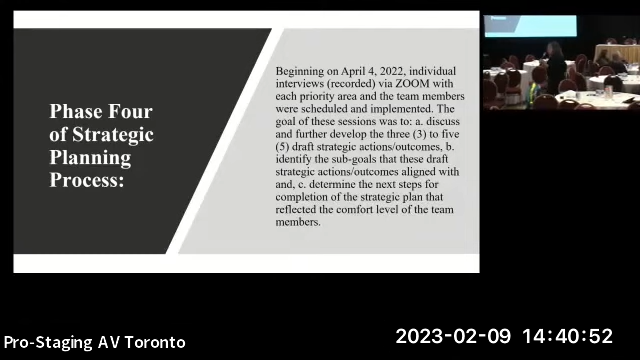 Phase Four
of Strategic
Planning
Process:
Beginning on April 4, 2022, individual
interviews (recorded) via ZOOM with
each priority area and the team members
were scheduled and implemented. The
goal of these sessions was to: a. discuss
and further develop the three (3) to five
(5) draft strategic actions/outcomes, b.
identify the sub-goals that these draft
strategic actions/outcomes aligned with
and, c. determine the next steps for
completion of the strategic plan that
reflected the comfort level of the team
members.
Pro-Staging AV Toronto
2023-02-09 14:40:52